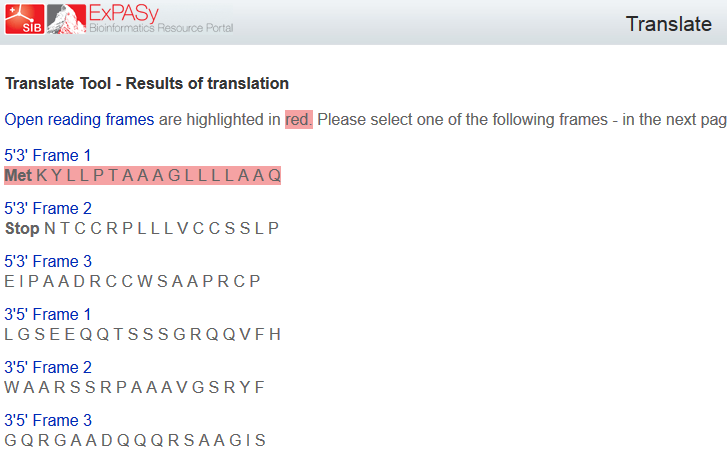 SIB
ExPASy
Bioinformatics Resource Portal
Translate
Translate Tool - Results of translation
Open reading frames are highlighted in red. Please select one of the following frames - in the next pag
5'3' Frame 1
Met K Y L L P T A A A G L L L L A A Q
5'3' Frame 2
Stop N T C C R P L L L V C C S S L P
5'3' Frame 3
E I P A A D R C C W S A A P R C P
3'5' Frame 1
L G S E E Q Q T S S S G R Q Q V F H
3'5' Frame 2
W A A R S S R P A A A V G S R Y F
3'5' Frame 3
G Q R G A A D Q Q Q R S A A G I S